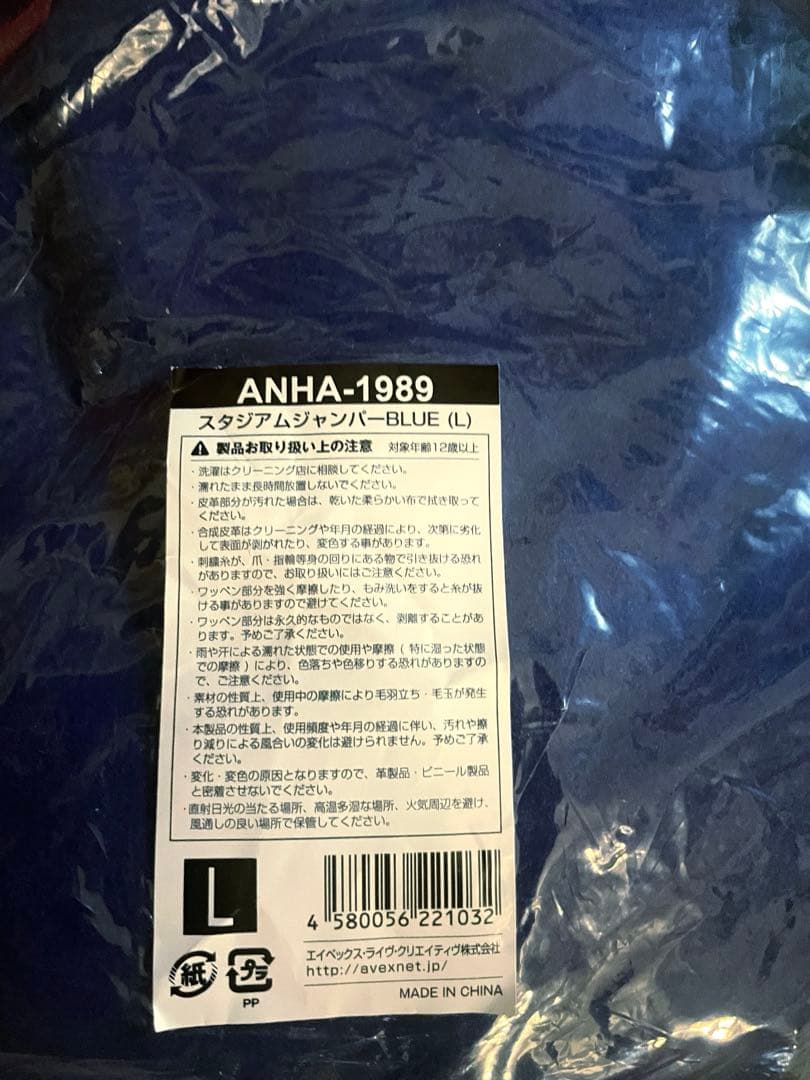 ANHA-1989
スタジアムジャンパーBLUE (L)
製品お取り扱い上の注意 対象年齢12歳以上
・洗濯はクリーニング店に相談してください。
・濡れたまま長時間放置しないでください。
・皮革部分が汚れた場合は、乾いた柔らかい布で拭き取って
ください。
・合成皮革はクリーニングや年月の経過により、次第に劣化
して表面が剥がれたり、変色する事があります。
・刺繍糸が、爪・指輪等身の回りにある物で引き抜ける恐れ
がありますので、お取り扱いにはご注意ください。
・ワッペン部分を強く摩擦したり、もみ洗いをすると糸が抜
ける事がありますので避けてください。
・ワッペン部分は永久的なものではなく、剥離することがあ
ります。予めご了承ください。
・雨や汗による濡れた状態での使用や摩擦 ( 特に湿った状態
での摩擦 ) により、色落ちや色移りする恐れがありますの
で、ご注意ください。
・素材の性質上、使用中の摩擦により毛羽立ち・毛玉が発生
する恐れがあります。
・本製品の性質上、使用頻度や年月の経過に伴い、汚れや擦
り減りによる風合いの変化は避けられません。予めご了承
ください。
・変化・変色の原因となりますので、革製品・ビニール製品
と密着させないでください。
・直射日光の当たる場所、高温多湿な場所、火気周辺を避け、
風通しの良い場所で保管してください。
L
4 580056 221032
紙
プラ
PP
エイベックス・ライヴ・クリエイティヴ株式会社
http://avexnet.jp/
MADE IN CHINA